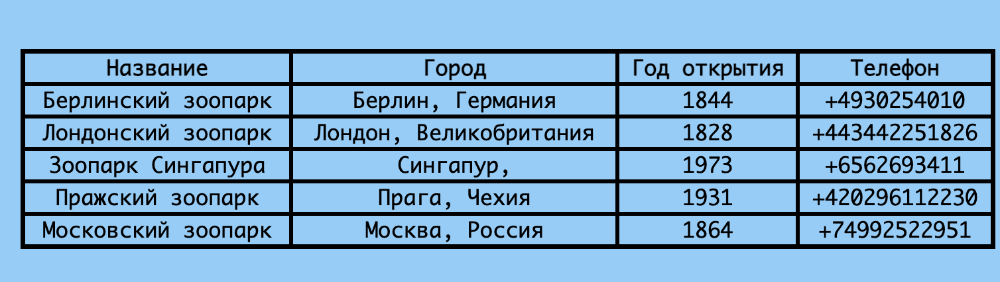 Название Город Год открытия Телефон
Берлинский зоопарк Берлин, Германия 1844 +4930254010
Лондонский зоопарк Лондон, Великобритания 1828 +443442251826
Зоопарк Сингапура Сингапур, 1973 +6562693411
Пражский зоопарк Прага, Чехия 1931 +420296112230
Московский зоопарк Москва, Россия 1864 +74992522951